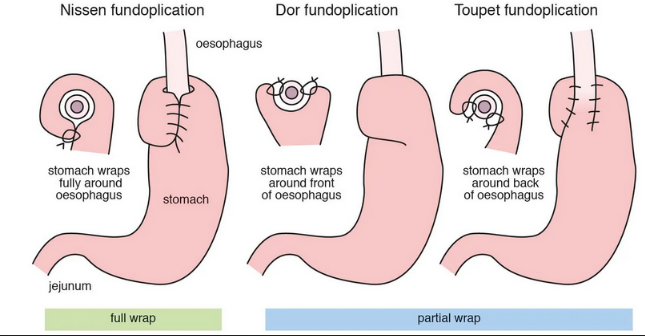 Nissen fundoplication
Dor fundoplication
Toupet fundoplication
oesophagus
stomach wraps
fully around
oesophagus
stomach
stomach wraps
around front
of oesophagus
stomach wraps
around back
of oesophagus
jejunum
full wrap
partial wrap